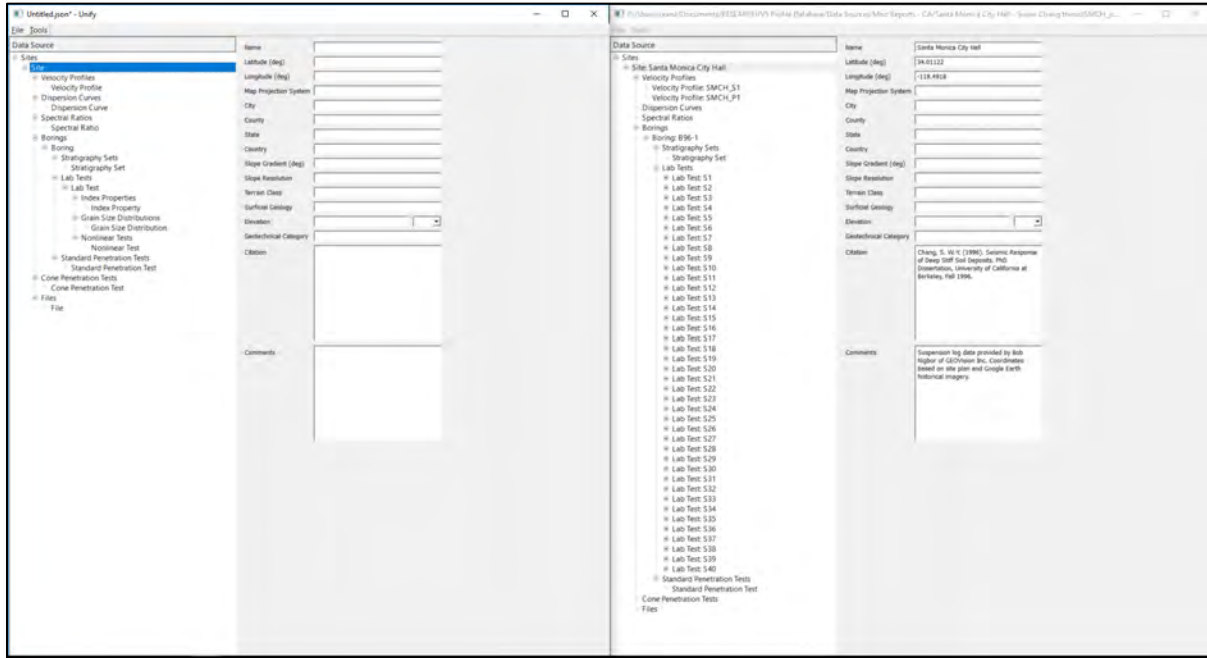 Untitled.json* - Unify
File Tools
Data Source
Sites
Site
Velocity Profiles
Velocity Profile
Dispersion Curves
Dispersion Curve
Spectral Ratios
Spectral Ratio
Borings
Boring
Stratigraphy Sets
Stratigraphy Set
Lab Tests
Lab Test
Index Properties
Index Property
Grain Size Distributions
Grain Size Distribution
Nonlinear Tests
Nonlinear Test
Standard Penetration Tests
Standard Penetration Test
Cone Penetration Tests
Cone Penetration Test
Files
File
Name
Latitude (deg)
Longitude (deg)
Map Projection System
City
County
State
Country
Slope Gradient (deg)
Slope Resolution
Terrain Class
Surficial Geology
Elevation
Geotechnical Category
Citation
Comments
File Tools
Data Source
Sites
Site: Santa Monica City Hall
Velocity Profiles
Velocity Profile: SMCH_S1
Velocity Profile: SMCH_P1
Dispersion Curves
Spectral Ratios
Borings
Boring: B96-1
Stratigraphy Sets
Stratigraphy Set
Lab Tests
Lab Test: S1
Lab Test: S2
Lab Test: S3
Lab Test: S4
Lab Test: S5
Lab Test: S6
Lab Test: S7
Lab Test: S8
Lab Test: S9
Lab Test: S10
Lab Test: S11
Lab Test: S12
Lab Test: S13
Lab Test: S14
Lab Test: S15
Lab Test: S16
Lab Test: S17
Lab Test: S18
Lab Test: S19
Lab Test: S20
Lab Test: S21
Lab Test: S22
Lab Test: S23
Lab Test: S24
Lab Test: S25
Lab Test: S26
Lab Test: S27
Lab Test: S28
Lab Test: S29
Lab Test: S30
Lab Test: S31
Lab Test: S32
Lab Test: S33
Lab Test: S34
Lab Test: S35
Lab Test: S36
Lab Test: S37
Lab Test: S38
Lab Test: S39
Lab Test: S40
Standard Penetration Tests
Standard Penetration Test
Cone Penetration Tests
Files
Name Santa Monica City Hall
Latitude (deg) 34.01122
Longitude (deg) -118.4918
Map Projection System
City
County
State
Country
Slope Gradient (deg)
Slope Resolution
Terrain Class
Surficial Geology
Elevation
Geotechnical Category
Citation
Chang, S. W.-Y. (1996). Seismic Response
of Deep Stiff Soil Deposits. PhD
Dissertation, University of California at
Berkeley, Fall 1996.
Comments
Suspension log data provided by Bob
Nigbor of GEOVision Inc. Coordinates
based on site plan and Google Earth
historical imagery.